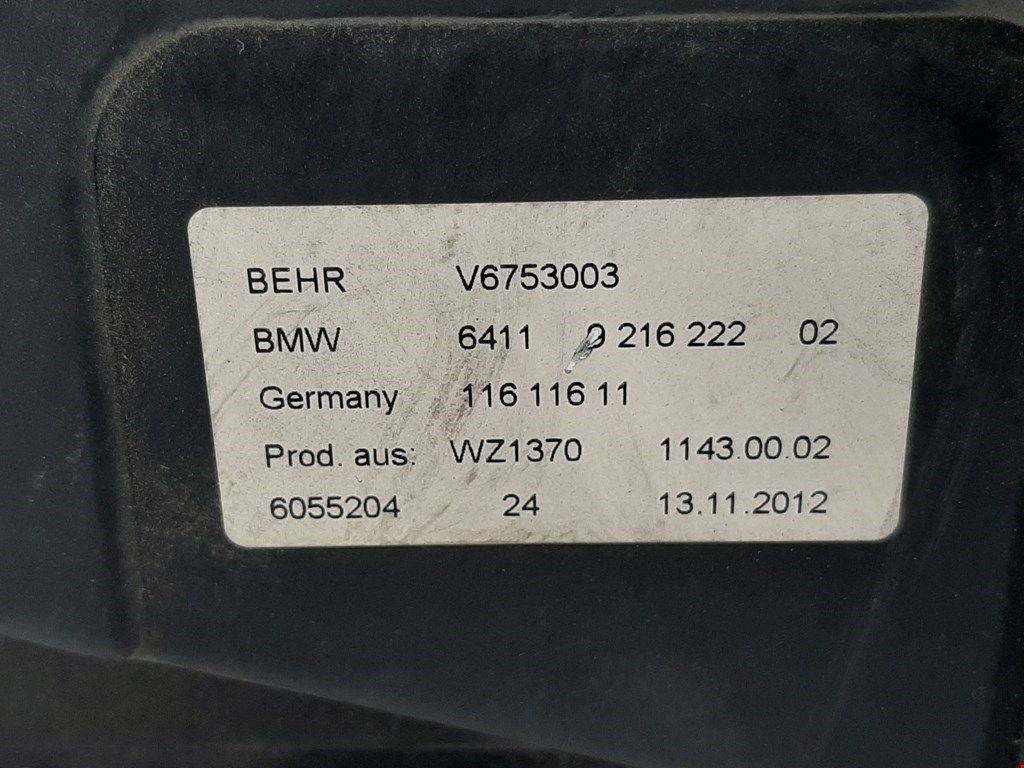 BEHR V6753003
BMW 6411 9 216 222 02
Germany 116 116 11
Prod. aus: WZ1370 1143.00.02
6055204 24 13.11.2012